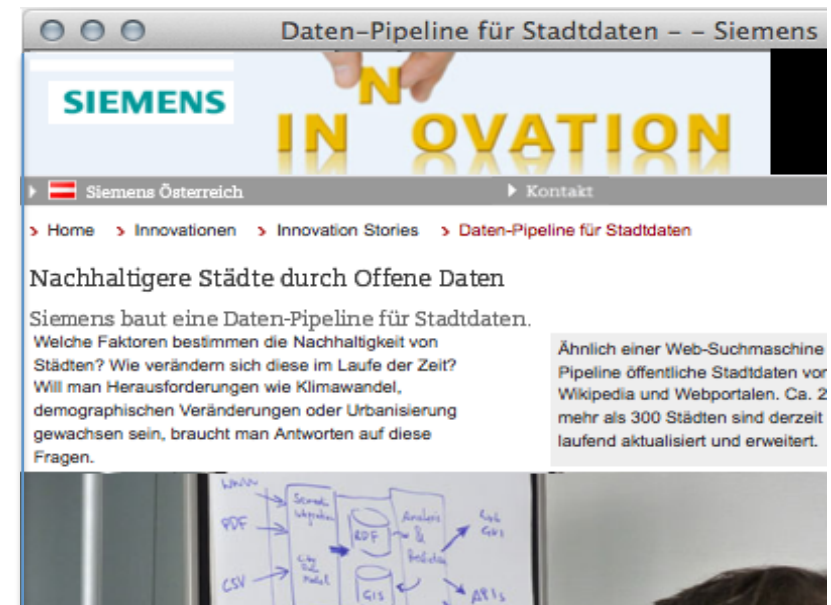 Daten-Pipeline für Stadtdaten - - Siemens
SIEMENS
INNOVATION
Siemens Österreich
Kontakt
Home
Innovationen
Innovation Stories
Daten-Pipeline für Stadtdaten
Nachhaltigere Städte durch Offene Daten
Siemens baut eine Daten-Pipeline für Stadtdaten.
Welche Faktoren bestimmen die Nachhaltigkeit von
Städten? Wie verändern sich diese im Laufe der Zeit?
Will man Herausforderungen wie Klimawandel,
demographischen Veränderungen oder Urbanisierung
gewachsen sein, braucht man Antworten auf diese
Fragen.
Ähnlich einer Web-Suchmaschine
Pipeline öffentliche Stadtdaten von
Wikipedia und Webportalen. Ca. 2
mehr als 300 Städten sind derzeit
laufend aktualisiert und erweitert.
WWW
PDF
CSV
RDF
Analysis
&
GIS
APIs